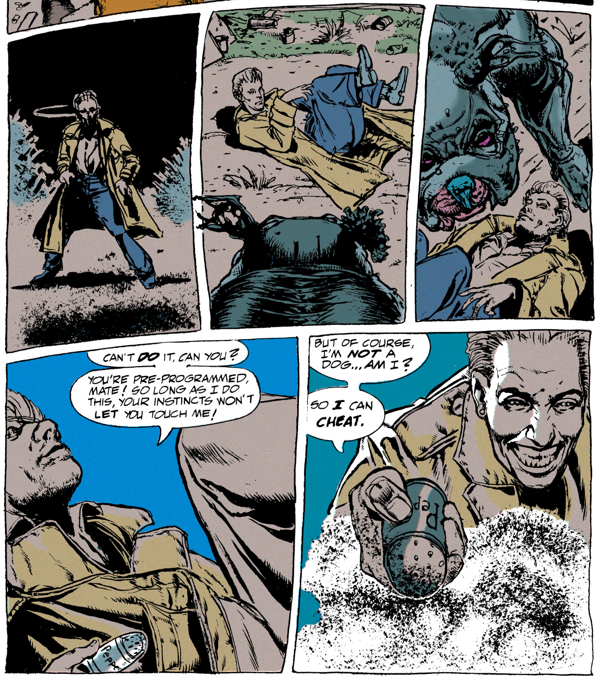 CAN'T DO IT, CAN YOU?
YOU'RE PRE-PROGRAMMED,
MATE! SO LONG AS I DO
THIS, YOUR INSTINCTS WON'T
LET YOU TOUCH ME!
BUT OF COURSE,
I'M NOT A
DOG...AM I?
SO I CAN
CHEAT.